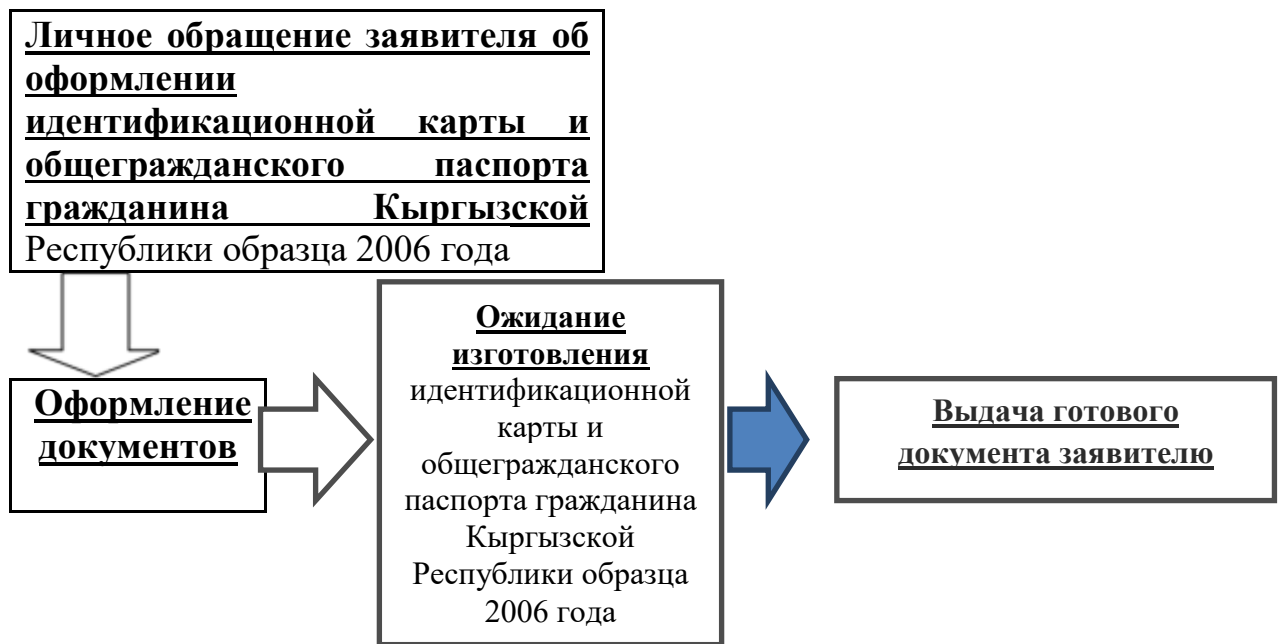 Личное обращение заявителя об
оформлении
идентификационной карты и
общегражданского паспорта
гражданина Кыргызской
Республики образца 2006 года
Оформление
документов
Ожидание
изготовления
идентификационной
карты и
общегражданского
паспорта гражданина
Кыргызской
Республики образца
2006 года
Выдача готового
документа заявителю